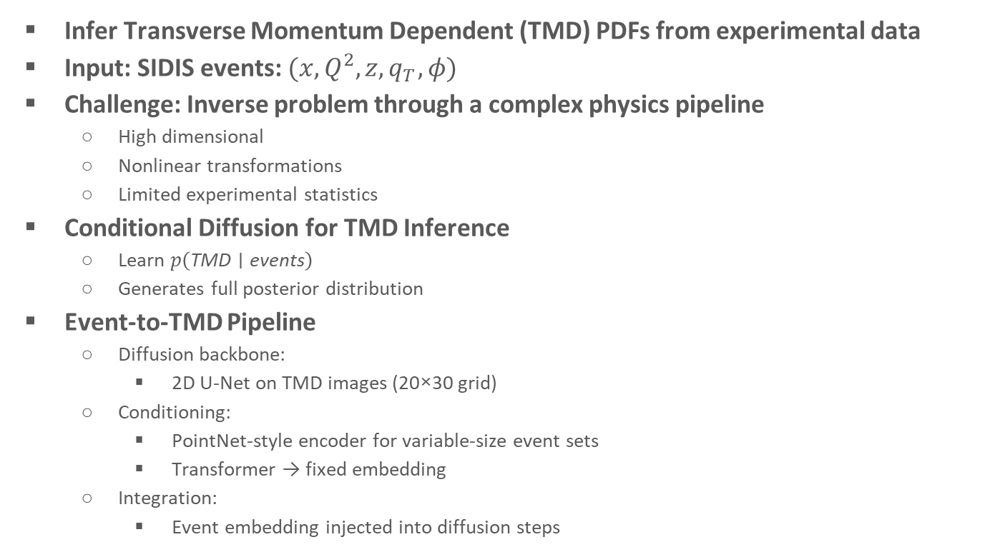 ▪ Infer Transverse Momentum Dependent (TMD) PDFs from experimental data
▪ Input: SIDIS events: (x, Q², z, q_T, ϕ)
▪ Challenge: Inverse problem through a complex physics pipeline
○ High dimensional
○ Nonlinear transformations
○ Limited experimental statistics
▪ Conditional Diffusion for TMD Inference
○ Learn p(TMD | events)
○ Generates full posterior distribution
▪ Event-to-TMD Pipeline
○ Diffusion backbone:
▪ 2D U-Net on TMD images (20×30 grid)
○ Conditioning:
▪ PointNet-style encoder for variable-size event sets
▪ Transformer → fixed embedding
○ Integration:
▪ Event embedding injected into diffusion steps